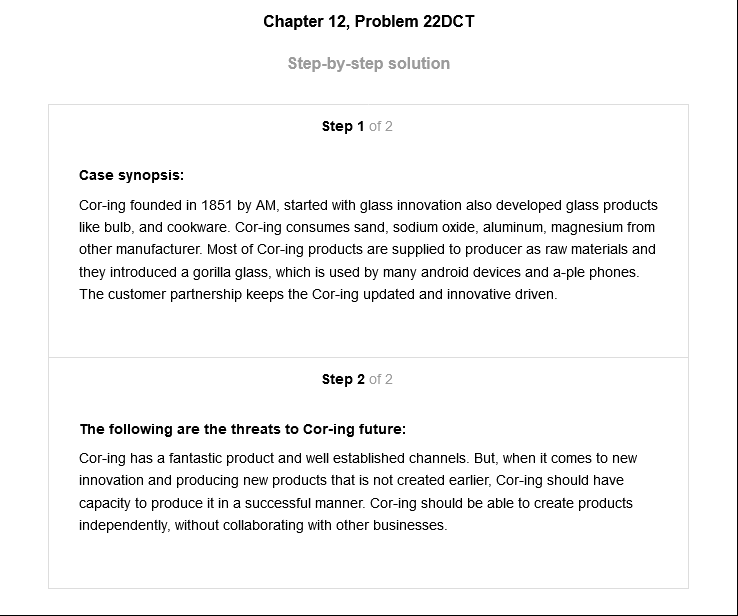 Chapter 12, Problem 22DCT
Step-by-step solution
Step 1 of 2
Case synopsis:
Cor-ing founded in 1851 by AM, started with glass innovation also developed glass products
like bulb, and cookware. Cor-ing consumes sand, sodium oxide, aluminum, magnesium from
other manufacturer. Most of Cor-ing products are supplied to producer as raw materials and
they introduced a gorilla glass, which is used by many android devices and a-ple phones.
The customer partnership keeps the Cor-ing updated and innovative driven.
Step 2 of 2
The following are the threats to Cor-ing future:
Cor-ing has a fantastic product and well established channels. But, when it comes to new
innovation and producing new products that is not created earlier, Cor-ing should have
capacity to produce it in a successful manner. Cor-ing should be able to create products
independently, without collaborating with other businesses.